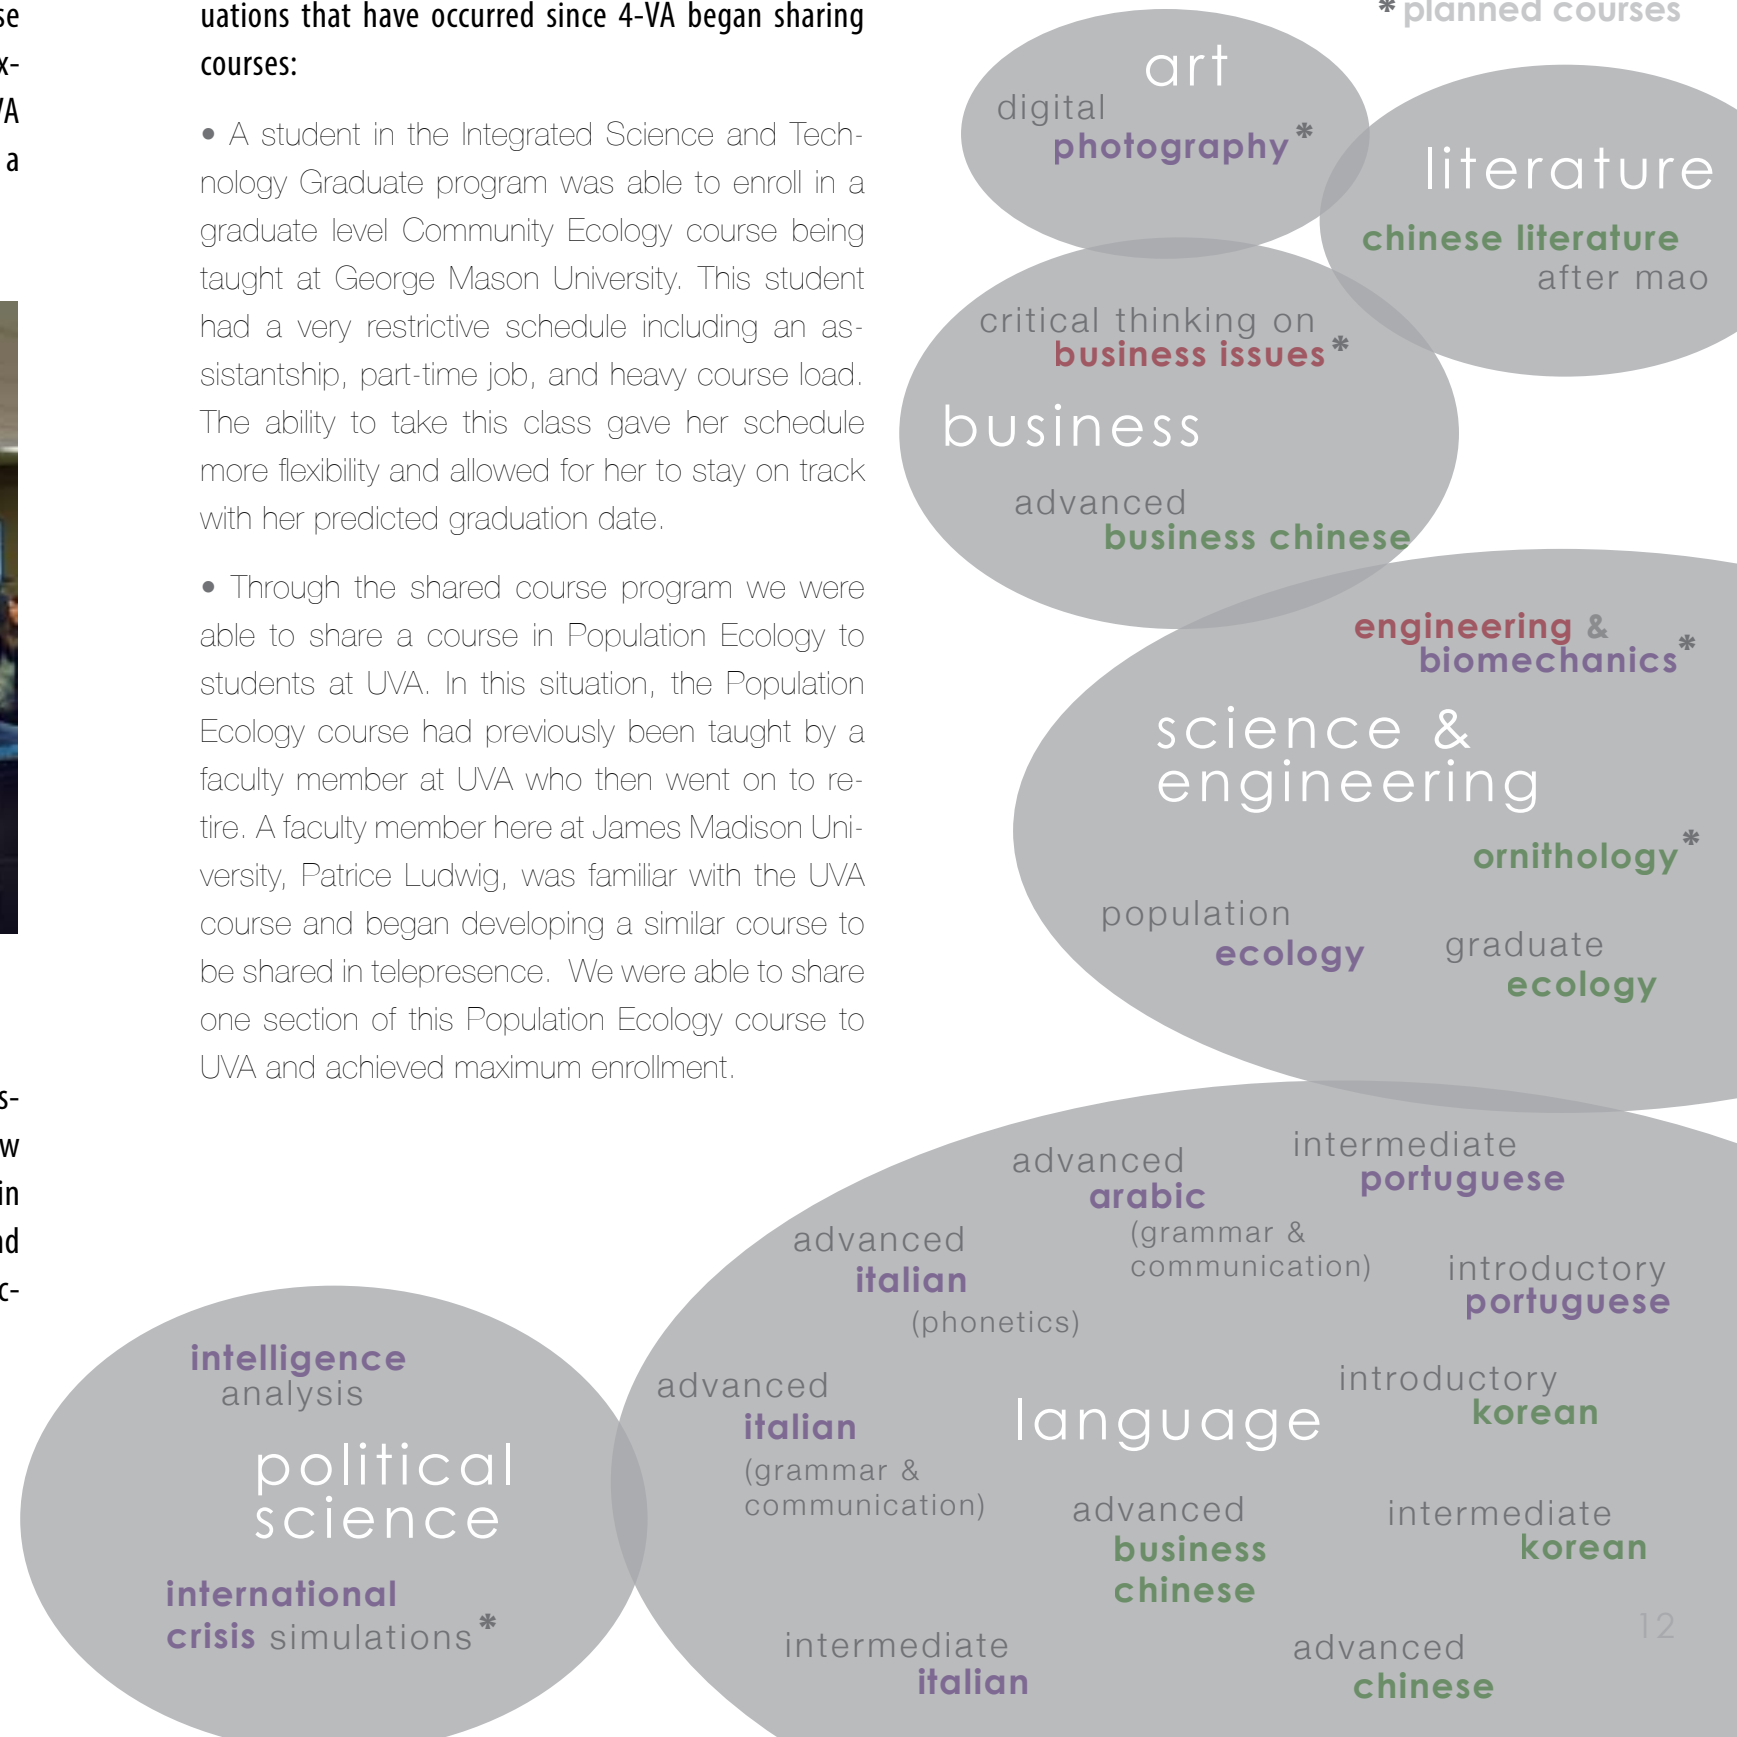 uations that have occurred since 4-VA began sharing
courses:
• A student in the Integrated Science and Tech-
nology Graduate program was able to enroll in a
graduate level Community Ecology course being
taught at George Mason University. This student
had a very restrictive schedule including an as-
sistantship, part-time job, and heavy course load.
The ability to take this class gave her schedule
more flexibility and allowed for her to stay on track
with her predicted graduation date.
• Through the shared course program we were
able to share a course in Population Ecology to
students at UVA. In this situation, the Population
Ecology course had previously been taught by a
faculty member at UVA who then went on to re-
tire. A faculty member here at James Madison Uni-
versity, Patrice Ludwig, was familiar with the UVA
course and began developing a similar course to
be shared in telepresence. We were able to share
one section of this Population Ecology course to
UVA and achieved maximum enrollment.
* planned courses
art
digital
photography*
literature
chinese literature
after mao
critical thinking on
business issues*
business
advanced
business chinese
engineering &
biomechanics*
science &
engineering
ornithology*
population
ecology
graduate
ecology
advanced
arabic
(grammar &
communication)
intermediate
portuguese
advanced
italian
(phonetics)
introductory
portuguese
advanced
italian
(grammar &
communication)
language
introductory
korean
advanced
business
chinese
intermediate
korean
intermediate
italian
advanced
chinese
intelligence
analysis
political
science
international
crisis simulations*
12